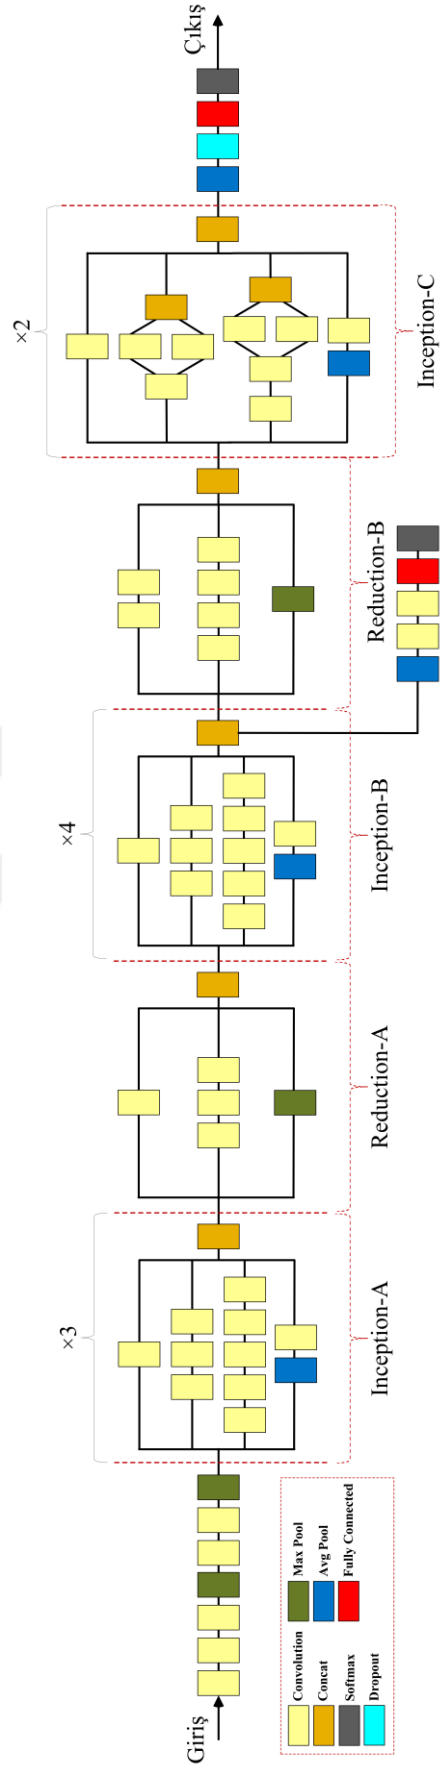 Giriş
×3
Inception-A
Reduction-A
×4
Inception-B
Reduction-B
×2
Inception-C
Çıkış
Convolution
Max Pool
Concat
Avg Pool
Softmax
Fully Connected
Dropout